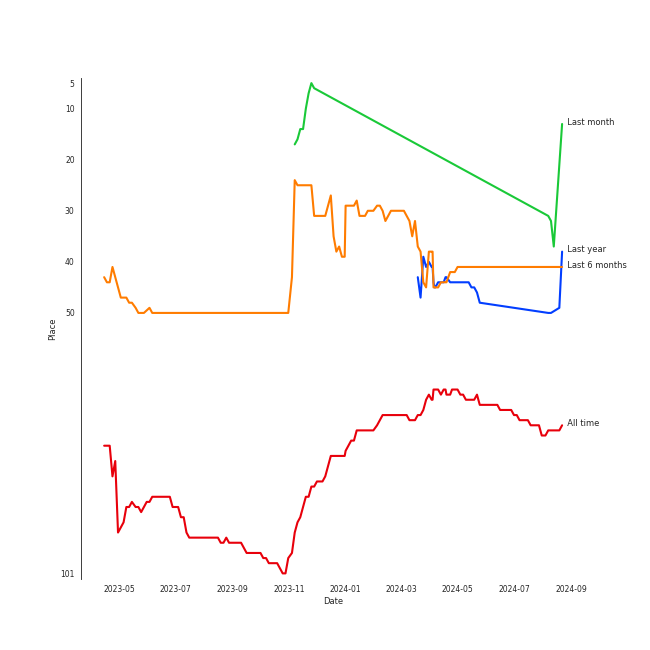 5
10
20
30
40
50
101
Place
Last month
Last year
Last 6 months
All time
2023-05
2023-07
2023-09
2023-11
2024-01
2024-03
2024-05
2024-07
2024-09
Date